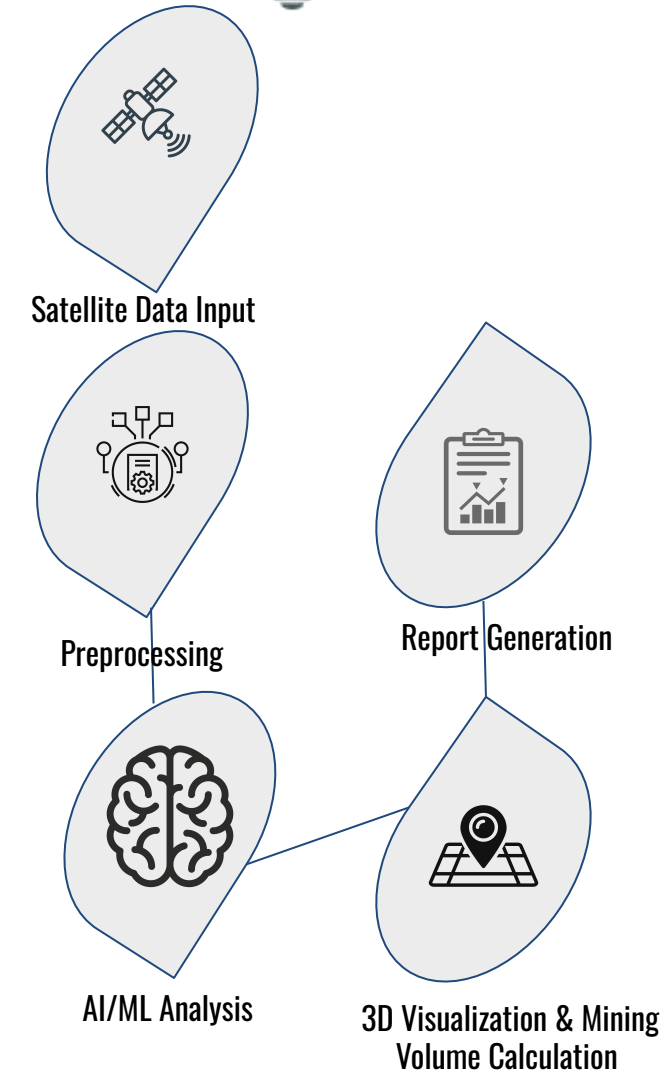 Satellite Data Input
Preprocessing
Report Generation
AI/ML Analysis
3D Visualization & Mining
Volume Calculation